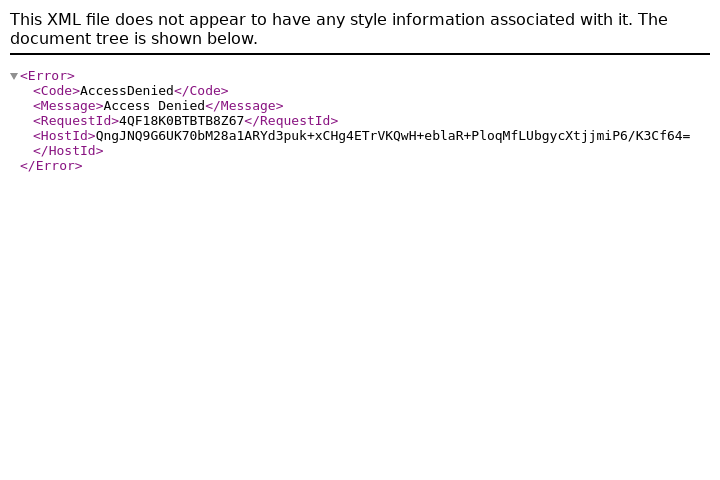 This XML file does not appear to have any style information associated with it. The
document tree is shown below.
<Error>
<Code>AccessDenied</Code>
<Message>Access Denied</Message>
<RequestId>4QF18K0BTBTB8Z67</RequestId>
<HostId>QngJNQ9G6UK70bM28a1ARYd3puk+xCHg4ETrVKQwH+eblaR+PloqMfLUbgycXtjjmiP6/K3Cf64=
</HostId>
</Error>